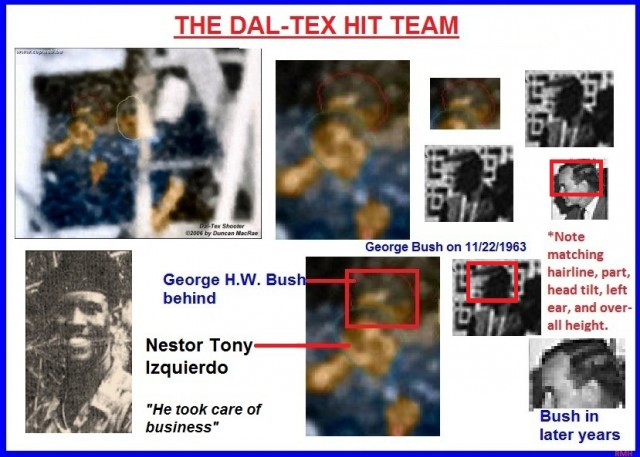 THE DAL-TEX HIT TEAM
Dal-Tex Shooter
©2006 by Duncan MacRae
George Bush on 11/22/1963
*Note
matching
hairline, part,
head tilt, left
ear, and over-
all height.
George H.W. Bush
behind
Nestor Tony
Izquierdo
"He took care of
business"
Bush in
later years